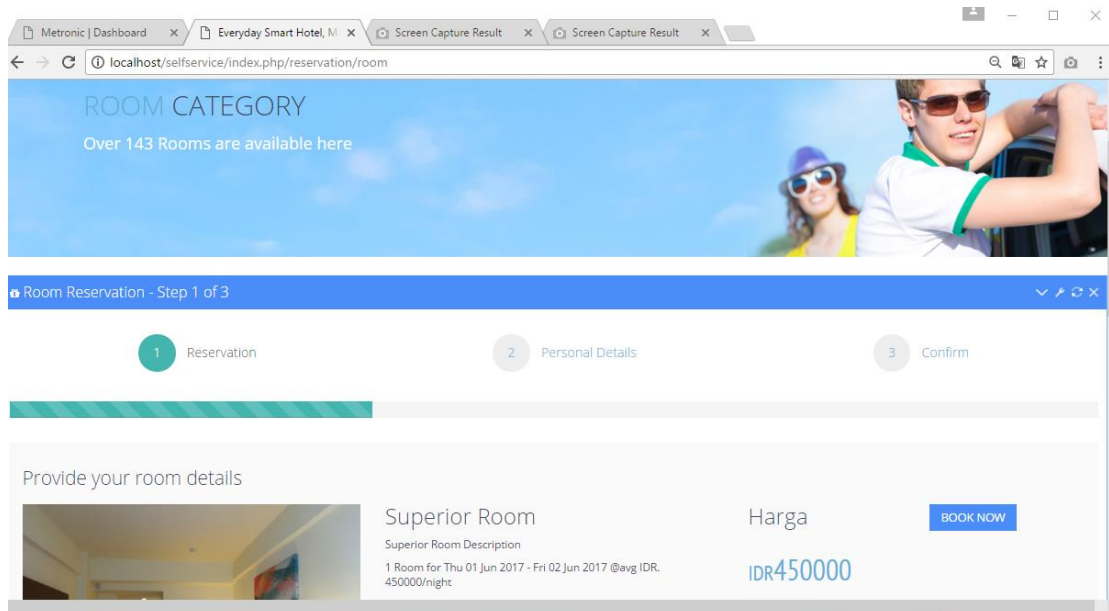 Metronic | Dashboard
Everyday Smart Hotel, M
Screen Capture Result
Screen Capture Result
localhost/selfservice/index.php/reservation/room
ROOM CATEGORY
Over 143 Rooms are available here
Room Reservation - Step 1 of 3
1 Reservation
2 Personal Details
3 Confirm
Provide your room details
Superior Room
Harga
BOOK NOW
Superior Room Description
1 Room for Thu 01 Jun 2017 - Fri 02 Jun 2017 @avg IDR.
450000/night
IDR450000